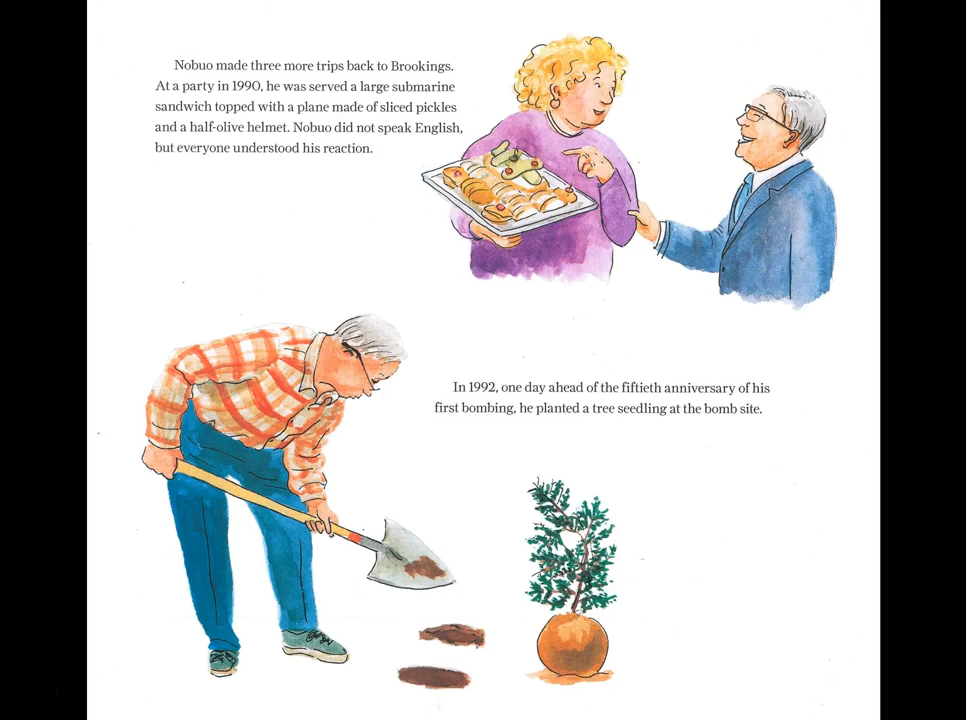 Nobuo made three more trips back to Brookings.
At a party in 1990, he was served a large submarine
sandwich topped with a plane made of sliced pickles
and a half-olive helmet. Nobuo did not speak English,
but everyone understood his reaction.
In 1992, one day ahead of the fiftieth anniversary of his
first bombing, he planted a tree seedling at the bomb site.